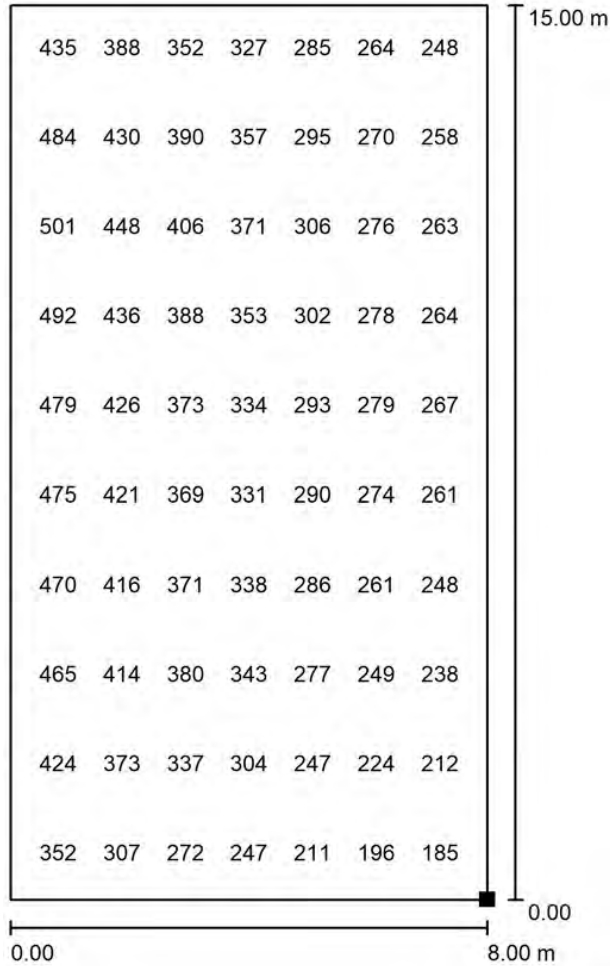 15.00 m
435 388 352 327 285 264 248
484 430 390 357 295 270 258
501 448 406 371 306 276 263
492 436 388 353 302 278 264
479 426 373 334 293 279 267
475 421 369 331 290 274 261
470 416 371 338 286 261 248
465 414 380 343 277 249 238
424 373 337 304 247 224 212
352 307 272 247 211 196 185
0.00
0.00 8.00 m